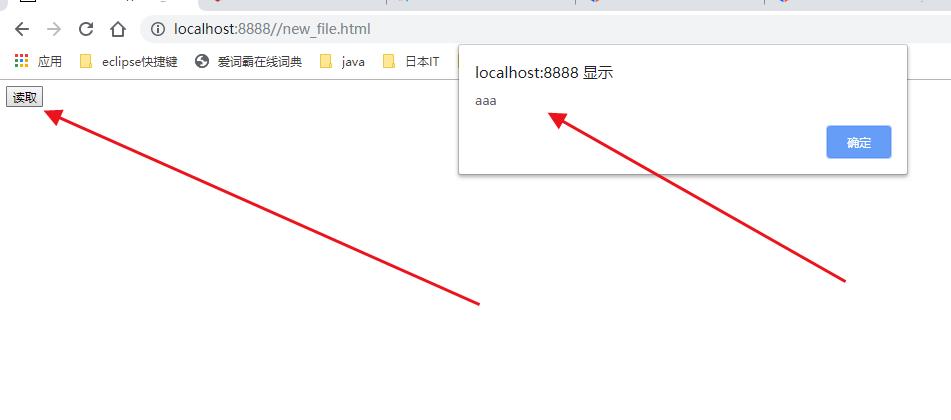 localhost:8888//new_file.html
应用 eclipse快捷键 爱词霸在线词典 java 日本IT
读取
localhost:8888 显示
aaa
确定